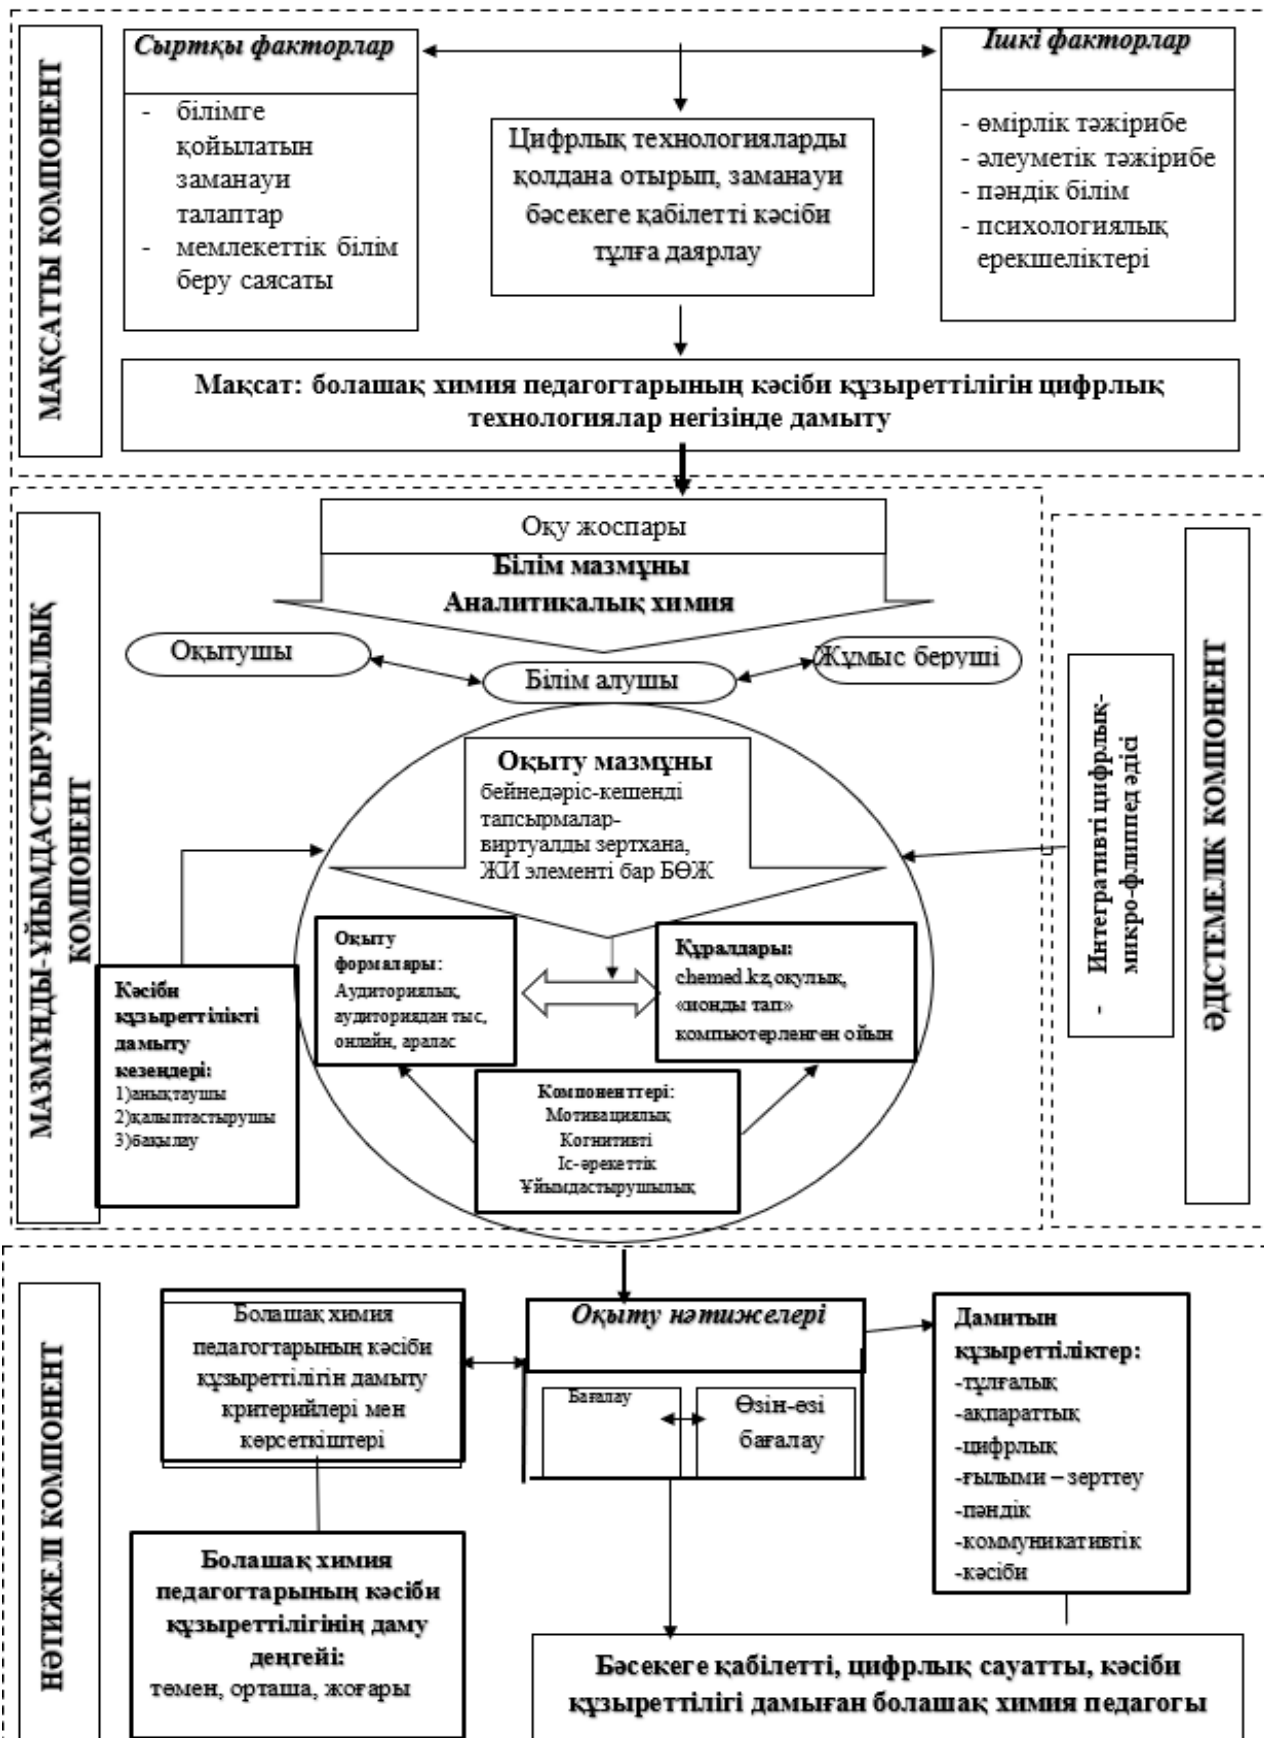 МАҚСАТТЫ КОМПОНЕНТ
Сыртқы факторлар
- білімге
қойылатын
заманауи
талаптар
- мемлекеттік білім
беру саясаты
Цифрлық технологияларды
қолдана отырып, заманауи
бәсекеге қабілетті кәсіби
тұлға даярлау
Ішкі факторлар
- өмірлік тәжірибе
- әлеуметік тәжірибе
- пәндік білім
- психологиялық
ерекшеліктері
Мақсат: болашақ химия педагогтарының кәсіби құзыреттілігін цифрлық
технологиялар негізінде дамыту
МАЗМҰНДЫ-ҰЙЫМДАСТЫРУШЫЛЫҚ
КОМПОНЕНТ
Оқу жоспары
Білім мазмұны
Аналитикалық химия
Оқытушы
Білім алушы
Жұмыс беруші
Оқыту мазмұны
бейнедәріс-кешенді
тапсырмалар-
виртуалды зертхана,
ЖИ элементі бар БӨЖ
Оқыту
формалары:
Аудиториялық,
аудиториядан тыс,
онлайн, аралас
Құралдары:
chemed.kz,оқулық,
«ионды тап»
компьютерленген ойын
Кәсіби
құзыреттілікті
дамыту
кезеңдері:
1)анықтаушы
2)қалыптастырушы
3)бақылау
Компоненттері:
Мотивациялық
Когнитивті
Іс-әрекеттік
Ұйымдастырушылық
- Интегративті цифрлық-
микро-флиппед әдісі
ӘДІСТЕМЕЛІК КОМПОНЕНТ
НӘТИЖЕЛІ КОМПОНЕНТ
Болашақ химия
педагогтарының кәсіби
құзыреттілігін дамыту
критерийлері мен
көрсеткіштері
Оқыту нәтижелері
Бағалау
Өзін-өзі
бағалау
Дамитын
құзыреттіліктер:
-тұлғалық
-ақпараттық
-цифрлық
-ғылыми – зерттеу
-пәндік
-коммуникативтік
-кәсіби
Болашақ химия
педагогтарының кәсіби
құзыреттілігінің даму
деңгейі:
төмен, орташа, жоғары
Бәсекеге қабілетті, цифрлық сауатты, кәсіби
құзыреттілігі дамыған болашақ химия педагогы